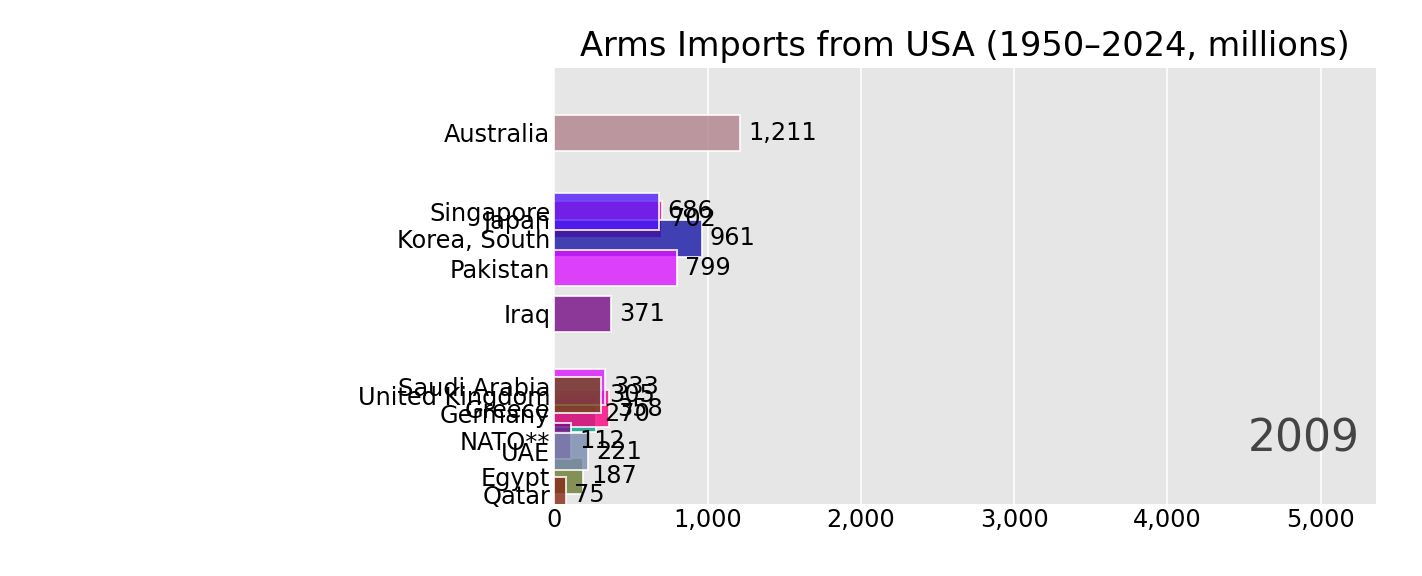 Arms Imports from USA (1950–2024, millions)
Australia 1,211
Singapore 686
Japan 702
Korea, South 961
Pakistan 799
Iraq 371
Saudi Arabia 333
United Kingdom 305
Greece 358
Germany 270
NATO** 112
UAE 221
Egypt 187
Qatar 75
2009
0 1,000 2,000 3,000 4,000 5,000